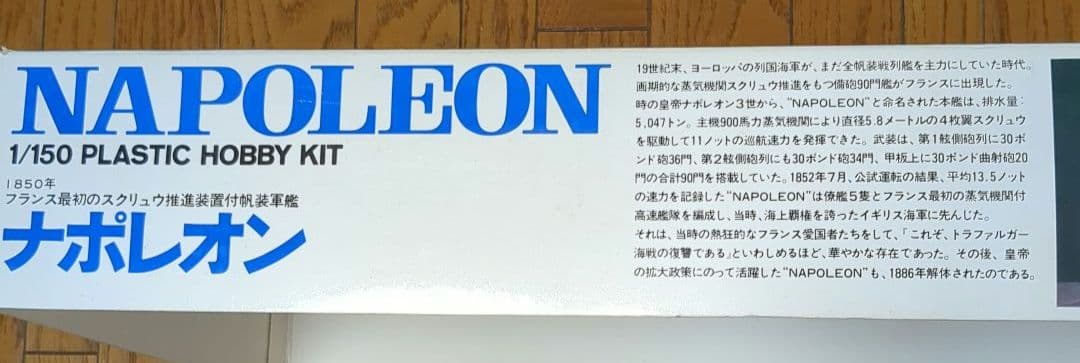 NAPOLEON
1/150 PLASTIC HOBBY KIT
1850年
フランス最初のスクリュウ推進装置付帆装軍艦
ナポレオン
19世紀末、ヨーロッパの列国海軍が、まだ全帆装戦列艦を主力にしていた時代。
画期的な蒸気機関スクリュウ推進をもつ備砲90門艦がフランスに出現した。
時の皇帝ナポレオン3世から、"NAPOLEON"と命名された本艦は、排水量:
5,047トン。主機900馬力蒸気機関により直径5.8メートルの4枚翼スクリュウ
を駆動して11ノットの巡航速力を発揮できた。武装は、第1舷側砲列に30ポ
ンド砲36門、第2舷側砲列にも30ポンド砲34門、甲板上に30ポンド曲射砲20
門の合計90門を搭載していた。1852年7月、公試運転の結果、平均13.5ノット
の速力を記録した"NAPOLEON"は僚艦5隻とフランス最初の蒸気機関付
高速艦隊を編成し、当時、海上覇権を誇ったイギリス海軍に先んじた。
それは、当時の熱狂的なフランス愛国者たちをして、「これぞ、トラファルガー
海戦の復讐である」といわしめるほど、華やかな存在であった。その後、皇帝
の拡大政策にのって活躍した"NAPOLEON"も、1886年解体されたのである。